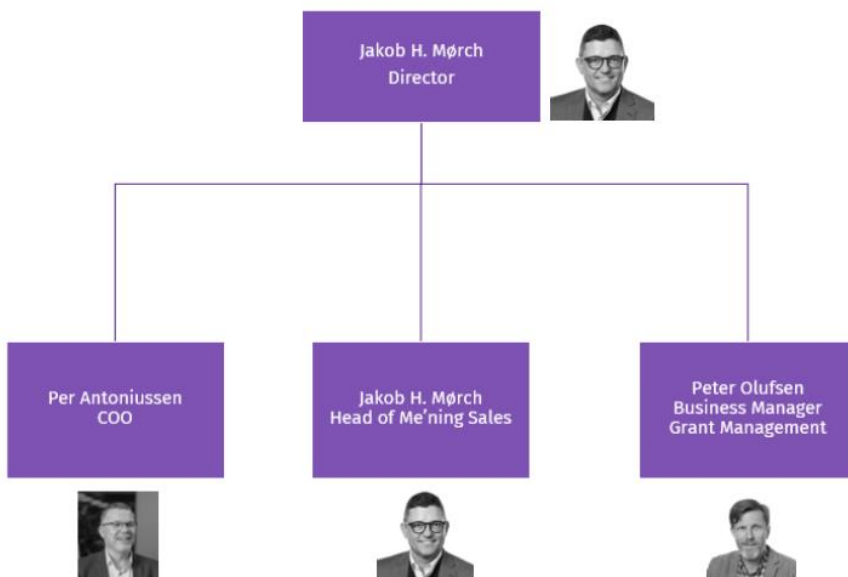 Jakob H. Mørch
Director
Per Antoniussen
COO
Jakob H. Mørch
Head of Me’ning Sales
Peter Olufsen
Business Manager
Grant Management